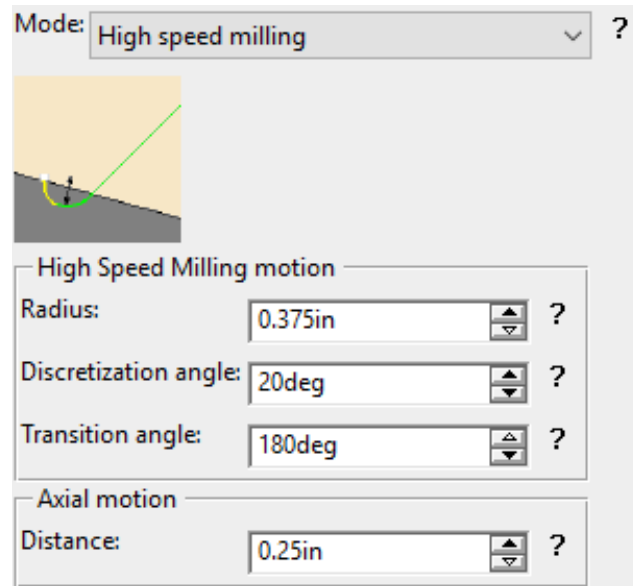 Mode: High speed milling ?
High Speed Milling motion
Radius: 0.375in ?
Discretization angle: 20deg ?
Transition angle: 180deg ?
Axial motion
Distance: 0.25in ?